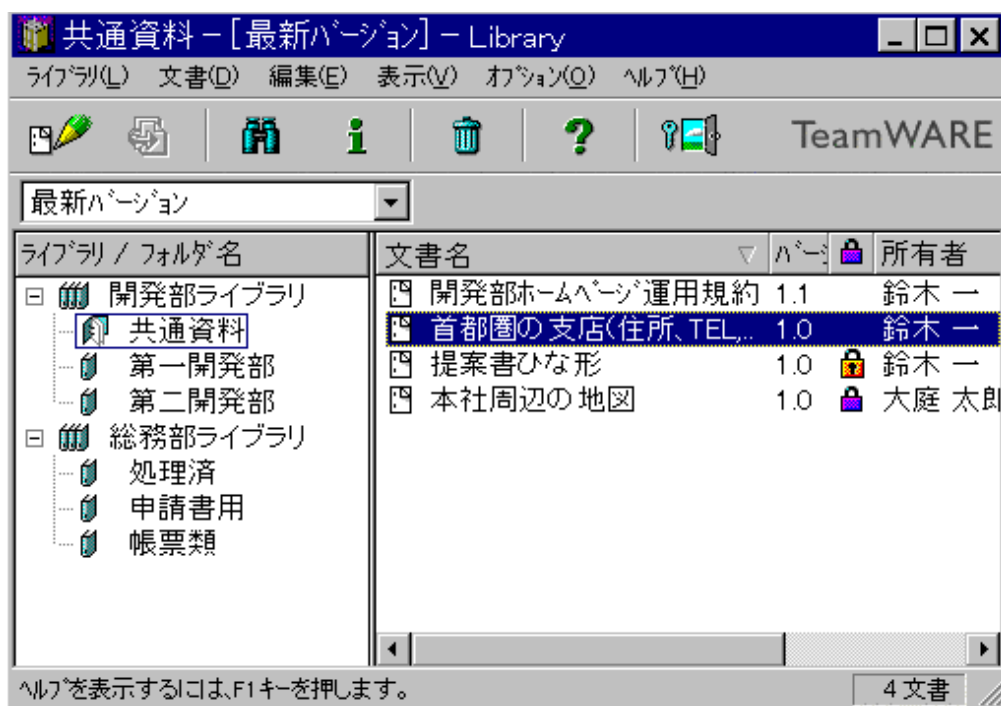 共通資料 - [最新ﾊﾞｰｼﾞｮﾝ] - Library
ﾗｲﾌﾞﾗﾘ(L) 文書(D) 編集(E) 表示(V) ｵﾌﾟｼｮﾝ(O) ﾍﾙﾌﾟ(H)
TeamWARE
最新ﾊﾞｰｼﾞｮﾝ
ﾗｲﾌﾞﾗﾘ / ﾌｫﾙﾀﾞ名
開発部ライブラリ
共通資料
第一開発部
第二開発部
総務部ライブラリ
処理済
申請書用
帳票類
文書名 ﾊﾞｰｼ 所有者
開発部ﾎｰﾑﾍﾟｰｼﾞ運用規約 1.1 鈴木 一
首都圏の支店(住所、TEL,... 1.0 鈴木 一
提案書ひな形 1.0 鈴木 一
本社周辺の地図 1.0 大庭 太郎
ﾍﾙﾌﾟを表示するには、F1ｷｰを押します。
4 文書